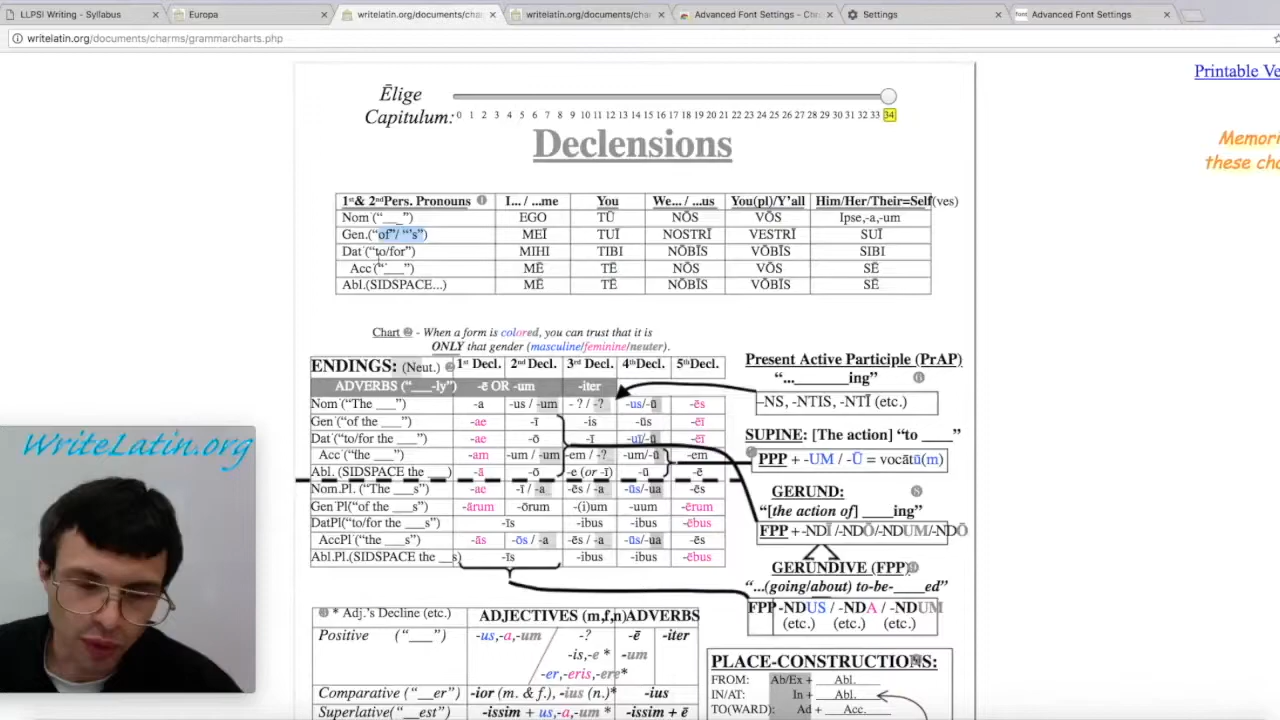 LLPSI Writing - Syllabus
Europa
writelatin.org/documents/cha
writelatin.org/documents/cha
Advanced Font Settings - Chr
Settings
Advanced Font Settings
writelatin.org/documents/charms/grammarcharts.php
Printable Ve
Memori
these cha
Ēlige
Capitulum:
0 1 2 3 4 5 6 7 8 9 10 11 12 13 14 15 16 17 18 19 20 21 22 23 24 25 26 27 28 29 30 31 32 33 34
Declensions
1st& 2ndPers. Pronouns I... / ...me You We... / ...us You(pl)/Y'all Him/Her/Their=Self(ves)
Nom ("___") EGO TŪ NŌS VŌS Ipse,-a,-um
Gen.("of"/ "'s") MEĪ TUĪ NOSTRĪ VESTRĪ SUĪ
Dat ("to/for") MIHI TIBI NŌBĪS VŌBĪS SIBI
Acc ("___") MĒ TĒ NŌS VŌS SĒ
Abl.(SIDSPACE...) MĒ TĒ NŌBĪS VŌBĪS SĒ
Chart 2 - When a form is colored, you can trust that it is
ONLY that gender (masculine/feminine/neuter).
ENDINGS: (Neut.) 1st Decl. 2nd Decl. 3rd Decl. 4th Decl. 5th Decl.
ADVERBS ("___-ly") -ē OR -um -iter
Nom ("The ___") -a -us / -um - ? / -? -us/-ū -ēs
Gen ("of the ___") -ae -ī -is -ūs -ēī
Dat ("to/for the ___") -ae -ō -ī -uī/-ū -ēī
Acc ("the ___") -am -um / -um -em / -? -um/-ū -em
Abl. (SIDSPACE the ___) -ā -ō -e (or -ī) -ū -ē
Nom.Pl. ("The ___s") -ae -ī / -a -ēs / -a -ūs/-ua -ēs
Gen Pl("of the ___s") -ārum -ōrum -(i)um -uum -ērum
DatPl("to/for the ___s") -īs -ibus -ibus -ēbus
AccPl ("the ___s") -ās -ōs / -a -ēs / -a -ūs/-ua -ēs
Abl.Pl.(SIDSPACE the ___s) -īs -ibus -ibus -ēbus
Present Active Participle (PrAP)
"...________ing"
-NS, -NTIS, -NTĪ (etc.)
SUPINE: [The action] "to ____"
PPP + -UM / -Ū = vocātū(m)
GERUND:
"[the action of] ____ing"
FPP + -NDĪ /-NDŌ/-NDUM/-NDŌ
GERUNDIVE (FPP)
"...(going/about) to-be-____ed"
FPP -NDUS / -NDA / -NDUM
(etc.) (etc.) (etc.)
* Adj.'s Decline (etc.) ADJECTIVES (m,f,n) ADVERBS
Positive ("___") -us,-a,-um -? -ē -iter
-is,-e * -um
-er,-eris,-ere*
Comparative ("__er") -ior (m. & f.), -ius (n.)* -ius
Superlative("__est") -issim + us,-a,-um * -issim + ē
PLACE-CONSTRUCTIONS:
FROM: Ab/Ex + ___Abl.___
IN/AT: In + ___Abl.___
TO(WARD): Ad + ___Acc.___
WriteLatin.org